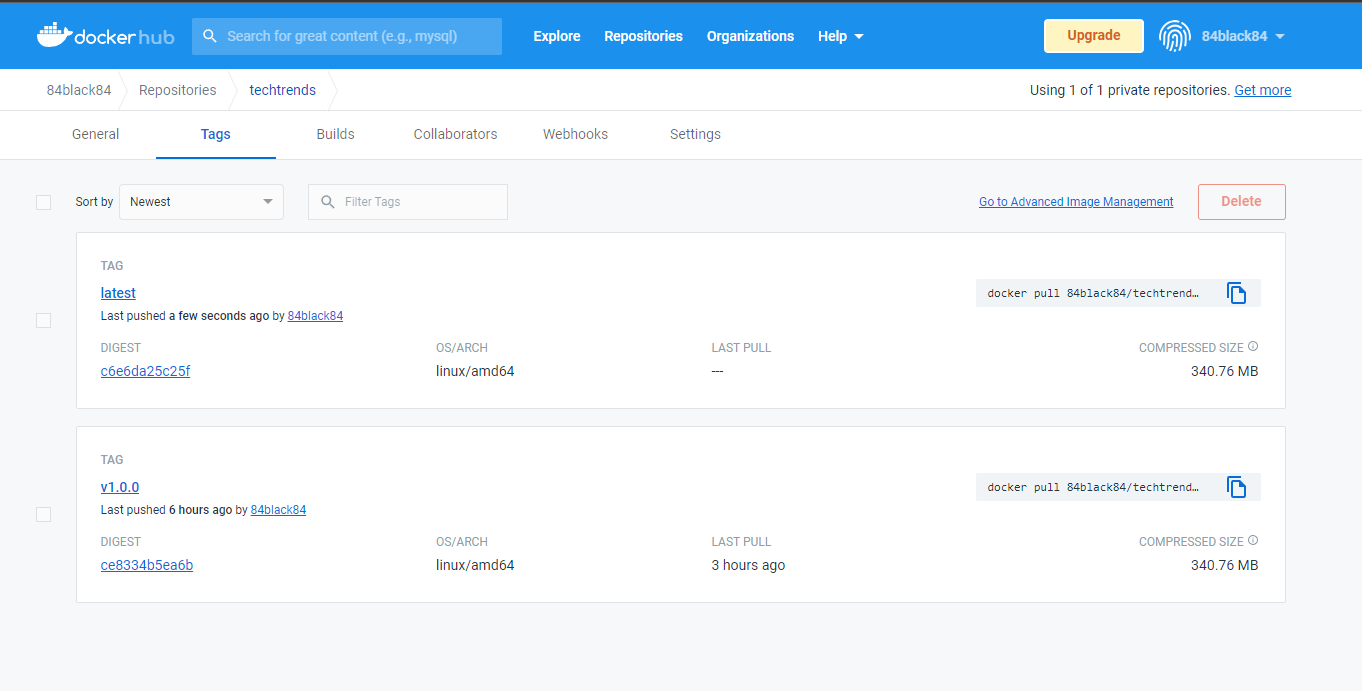 docker hub Search for great content (e.g., mysql) Explore Repositories Organizations Help Upgrade 84black84
84black84 Repositories techtrends Using 1 of 1 private repositories. Get more
General Tags Builds Collaborators Webhooks Settings
Sort by Newest Filter Tags Go to Advanced Image Management Delete
TAG
latest docker pull 84black84/techtrend…
Last pushed a few seconds ago by 84black84
DIGEST OS/ARCH LAST PULL COMPRESSED SIZE
c6e6da25c25f linux/amd64 --- 340.76 MB
TAG
v1.0.0 docker pull 84black84/techtrend…
Last pushed 6 hours ago by 84black84
DIGEST OS/ARCH LAST PULL COMPRESSED SIZE
ce8334b5ea6b linux/amd64 3 hours ago 340.76 MB